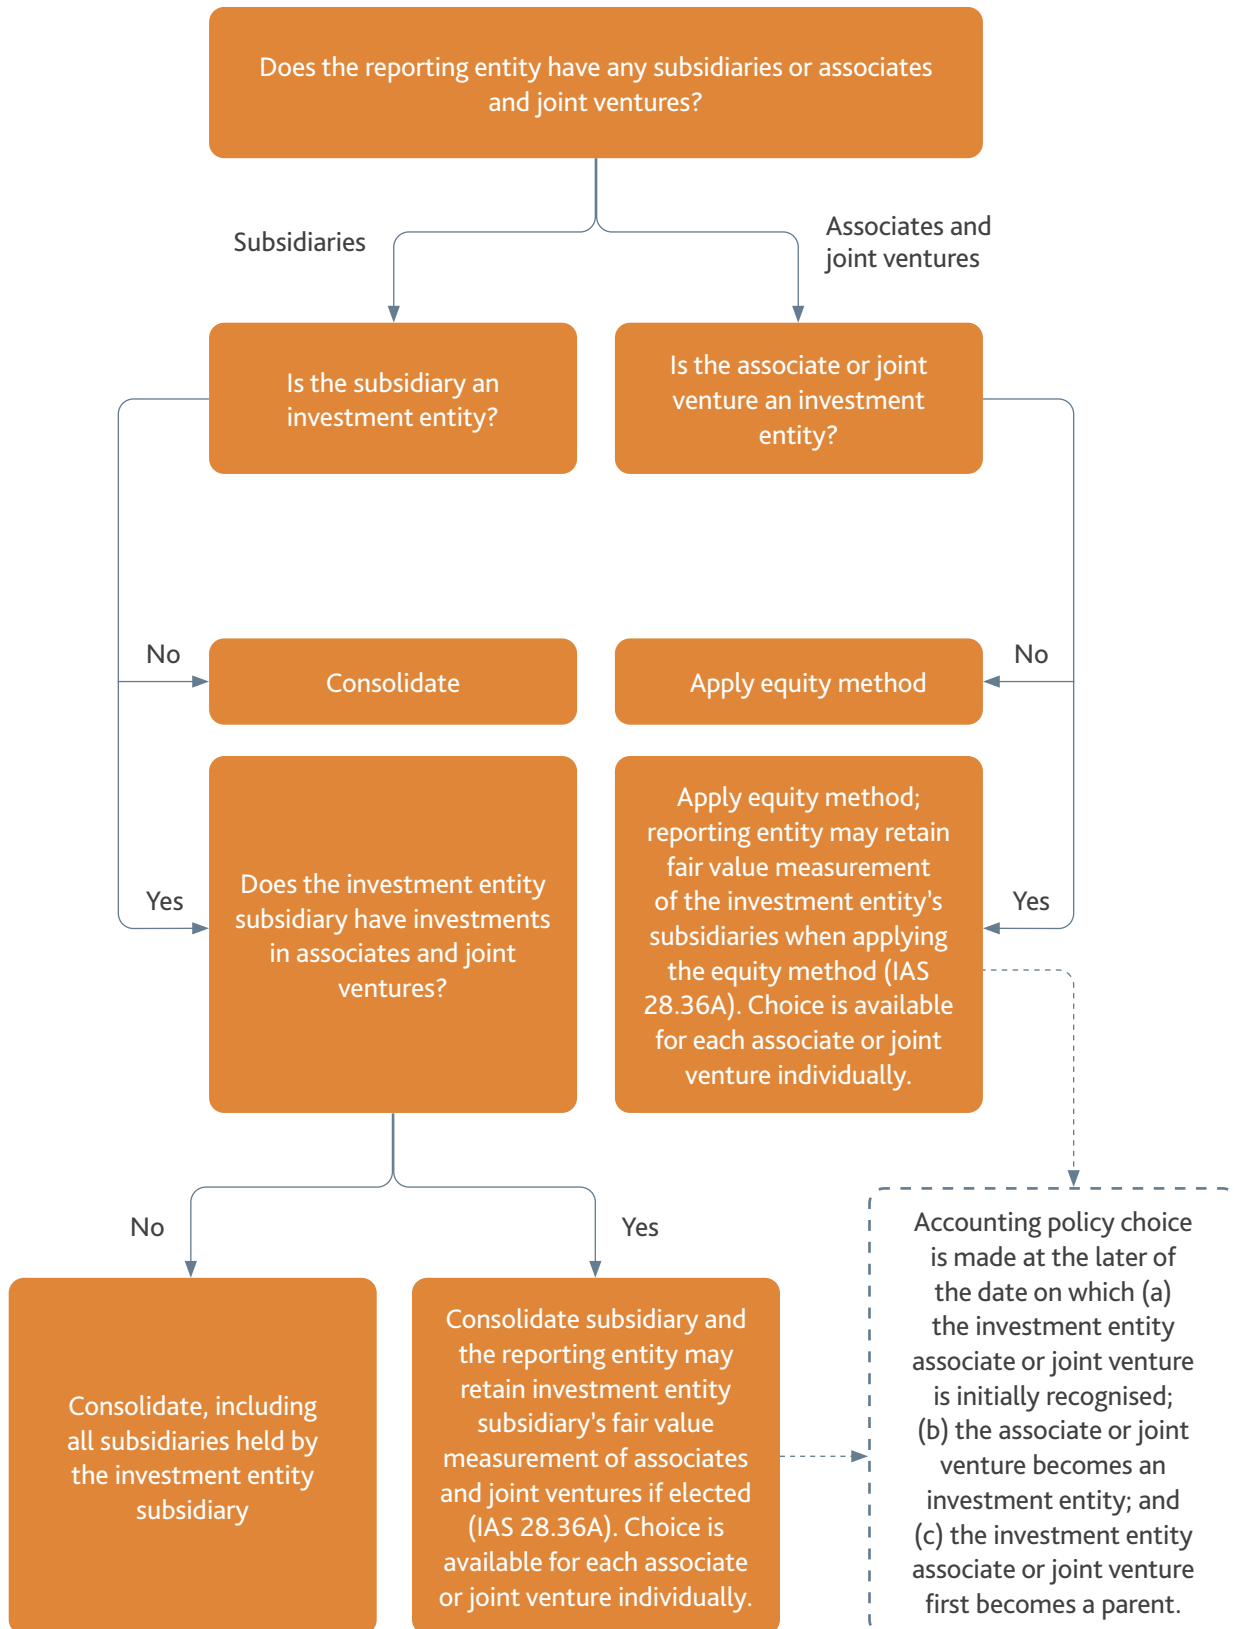 Does the reporting entity have any subsidiaries or associates
and joint ventures?
Subsidiaries
Associates and
joint ventures
Is the subsidiary an
investment entity?
Is the associate or joint
venture an investment
entity?
No
Consolidate
Apply equity method
No
Yes
Does the investment entity
subsidiary have investments
in associates and joint
ventures?
Apply equity method;
reporting entity may retain
fair value measurement
of the investment entity's
subsidiaries when applying
the equity method (IAS
28.36A). Choice is available
for each associate or joint
venture individually.
Yes
No
Yes
Consolidate, including
all subsidiaries held by
the investment entity
subsidiary
Consolidate subsidiary and
the reporting entity may
retain investment entity
subsidiary's fair value
measurement of associates
and joint ventures if elected
(IAS 28.36A). Choice is
available for each associate
or joint venture individually.
Accounting policy choice
is made at the later of
the date on which (a)
the investment entity
associate or joint venture
is initially recognised;
(b) the associate or joint
venture becomes an
investment entity; and
(c) the investment entity
associate or joint venture
first becomes a parent.